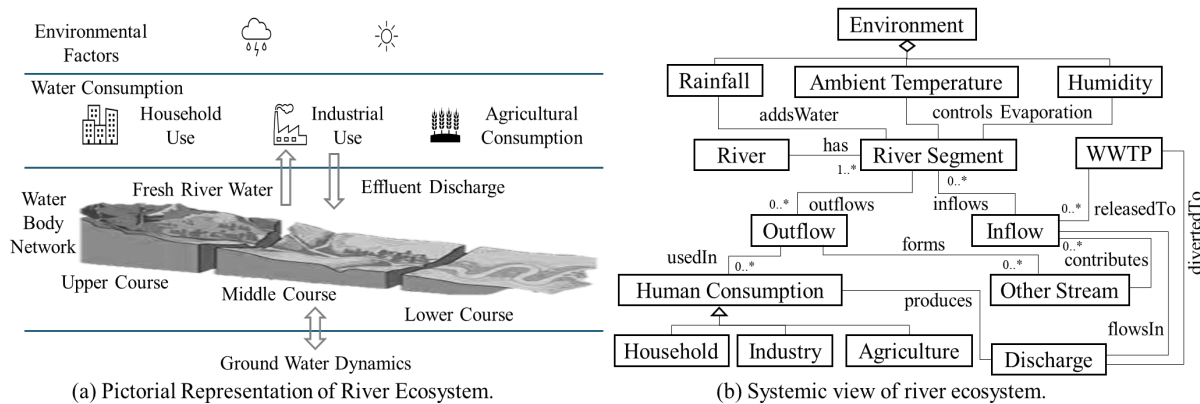 Environmental
Factors
Water Consumption
Household
Use
Industrial
Use
Agricultural
Consumption
Fresh River Water
Effluent Discharge
Water
Body
Network
Upper Course
Middle Course
Lower Course
Ground Water Dynamics
(a) Pictorial Representation of River Ecosystem.
Environment
Rainfall
Ambient Temperature
Humidity
addsWater
controls Evaporation
River
has
1..*
River Segment
WWTP
0..*
0..*
outflows
inflows
0..*
releasedTo
divertedTo
Outflow
forms
Inflow
0..*
contributes
usedIn
0..*
0..*
Human Consumption
produces
Other Stream
flowsIn
Household
Industry
Agriculture
Discharge
(b) Systemic view of river ecosystem.